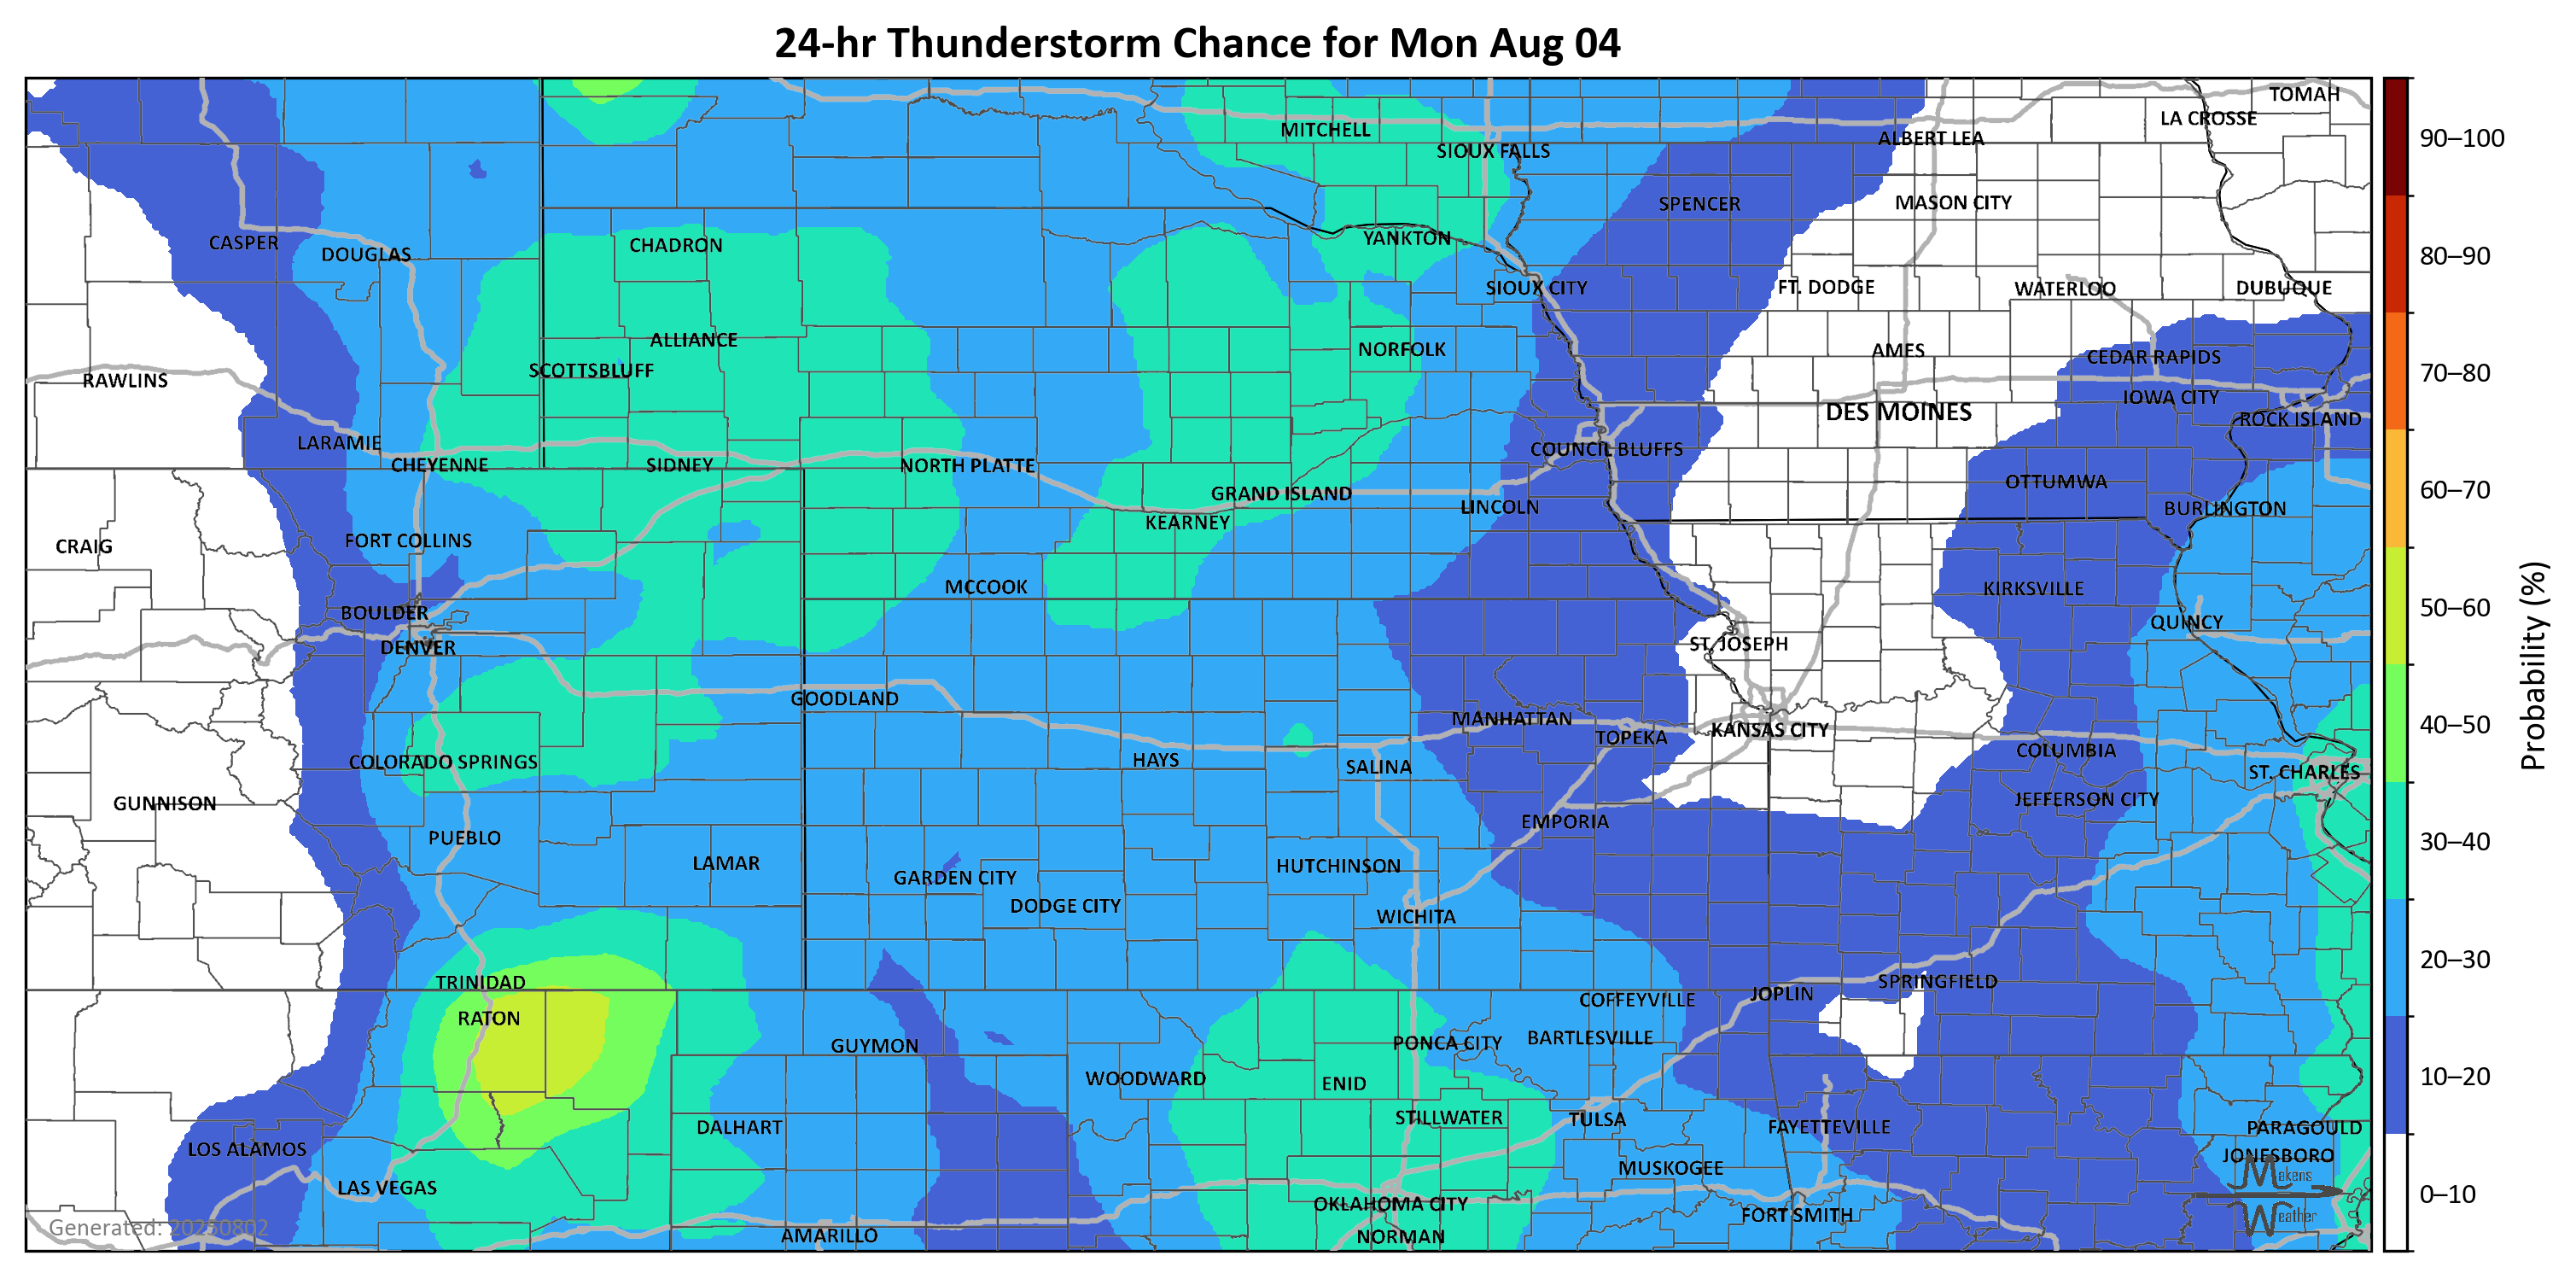 24-hr Thunderstorm Chance for Mon Aug 04
TOMAH
LA CROSSE
MITCHELL
ALBERT LEA
SIOUX FALLS
SPENCER
MASON CITY
CASPER
DOUGLAS
CHADRON
YANKTON
SIOUX CITY
FT. DODGE
WATERLOO
DUBUQUE
ALLIANCE
NORFOLK
AMES
CEDAR RAPIDS
RAWLINS
SCOTTSBLUFF
IOWA CITY
DES MOINES
ROCK ISLAND
LARAMIE
COUNCIL BLUFFS
CHEYENNE
SIDNEY
NORTH PLATTE
OTTUMWA
GRAND ISLAND
LINCOLN
BURLINGTON
KEARNEY
CRAIG
FORT COLLINS
MCCOOK
KIRKSVILLE
BOULDER
QUINCY
DENVER
ST. JOSEPH
GOODLAND
MANHATTAN
KANSAS CITY
TOPEKA
COLUMBIA
COLORADO SPRINGS
HAYS
SALINA
ST. CHARLES
GUNNISON
JEFFERSON CITY
EMPORIA
PUEBLO
LAMAR
HUTCHINSON
GARDEN CITY
DODGE CITY
WICHITA
TRINIDAD
SPRINGFIELD
JOPLIN
COFFEYVILLE
RATON
BARTLESVILLE
PONCA CITY
GUYMON
WOODWARD
ENID
STILLWATER
TULSA
DALHART
FAYETTEVILLE
PARAGOULD
LOS ALAMOS
JONESBORO
MUSKOGEE
LAS VEGAS
OKLAHOMA CITY
FORT SMITH
NORMAN
AMARILLO
Generated: 20250802
Makens
Weather
90–100
80–90
70–80
60–70
50–60
40–50
30–40
20–30
10–20
0–10
Probability (%)